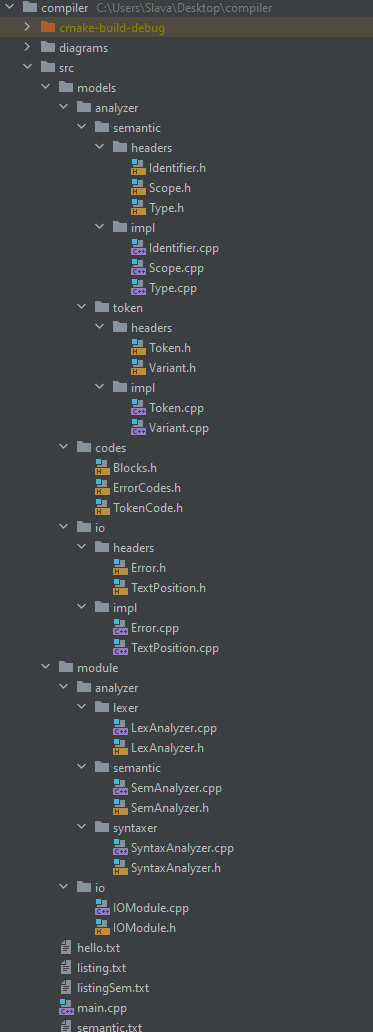 compiler C:\Users\Slava\Desktop\compiler
cmake-build-debug
diagrams
src
models
analyzer
semantic
headers
Identifier.h
Scope.h
Type.h
impl
Identifier.cpp
Scope.cpp
Type.cpp
token
headers
Token.h
Variant.h
impl
Token.cpp
Variant.cpp
codes
Blocks.h
ErrorCodes.h
TokenCode.h
io
headers
Error.h
TextPosition.h
impl
Error.cpp
TextPosition.cpp
module
analyzer
lexer
LexAnalyzer.cpp
LexAnalyzer.h
semantic
SemAnalyzer.cpp
SemAnalyzer.h
syntaxer
SyntaxAnalyzer.cpp
SyntaxAnalyzer.h
io
IOModule.cpp
IOModule.h
hello.txt
listing.txt
listingSem.txt
main.cpp
semantic.txt